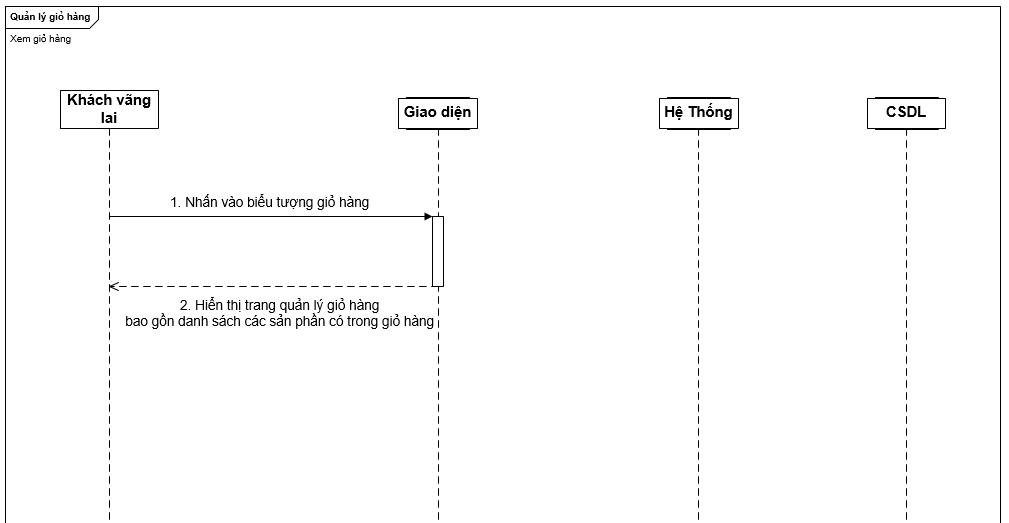 Quản lý giỏ hàng
Xem giỏ hàng
Khách vãng
lai
Giao diện
Hệ Thống
CSDL
1. Nhấn vào biểu tượng giỏ hàng
2. Hiển thị trang quản lý giỏ hàng
bao gồn danh sách các sản phần có trong giỏ hàng